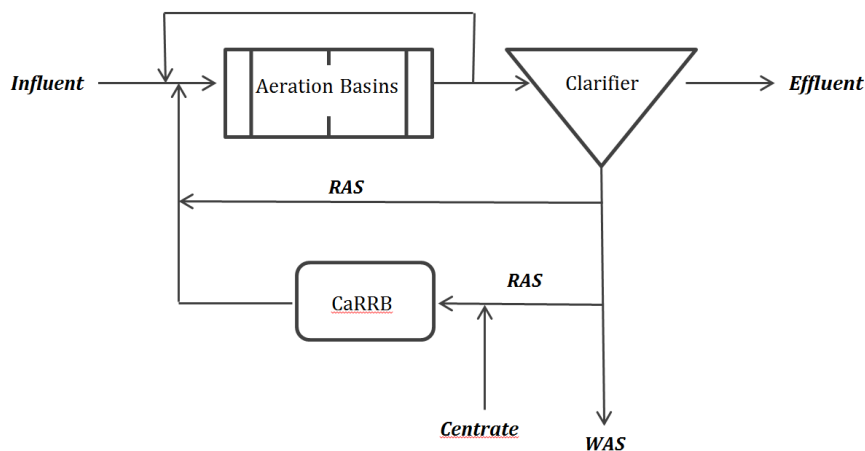 Influent
Aeration Basins
Clarifier
Effluent
RAS
RAS
CaRRB
Centrate
WAS